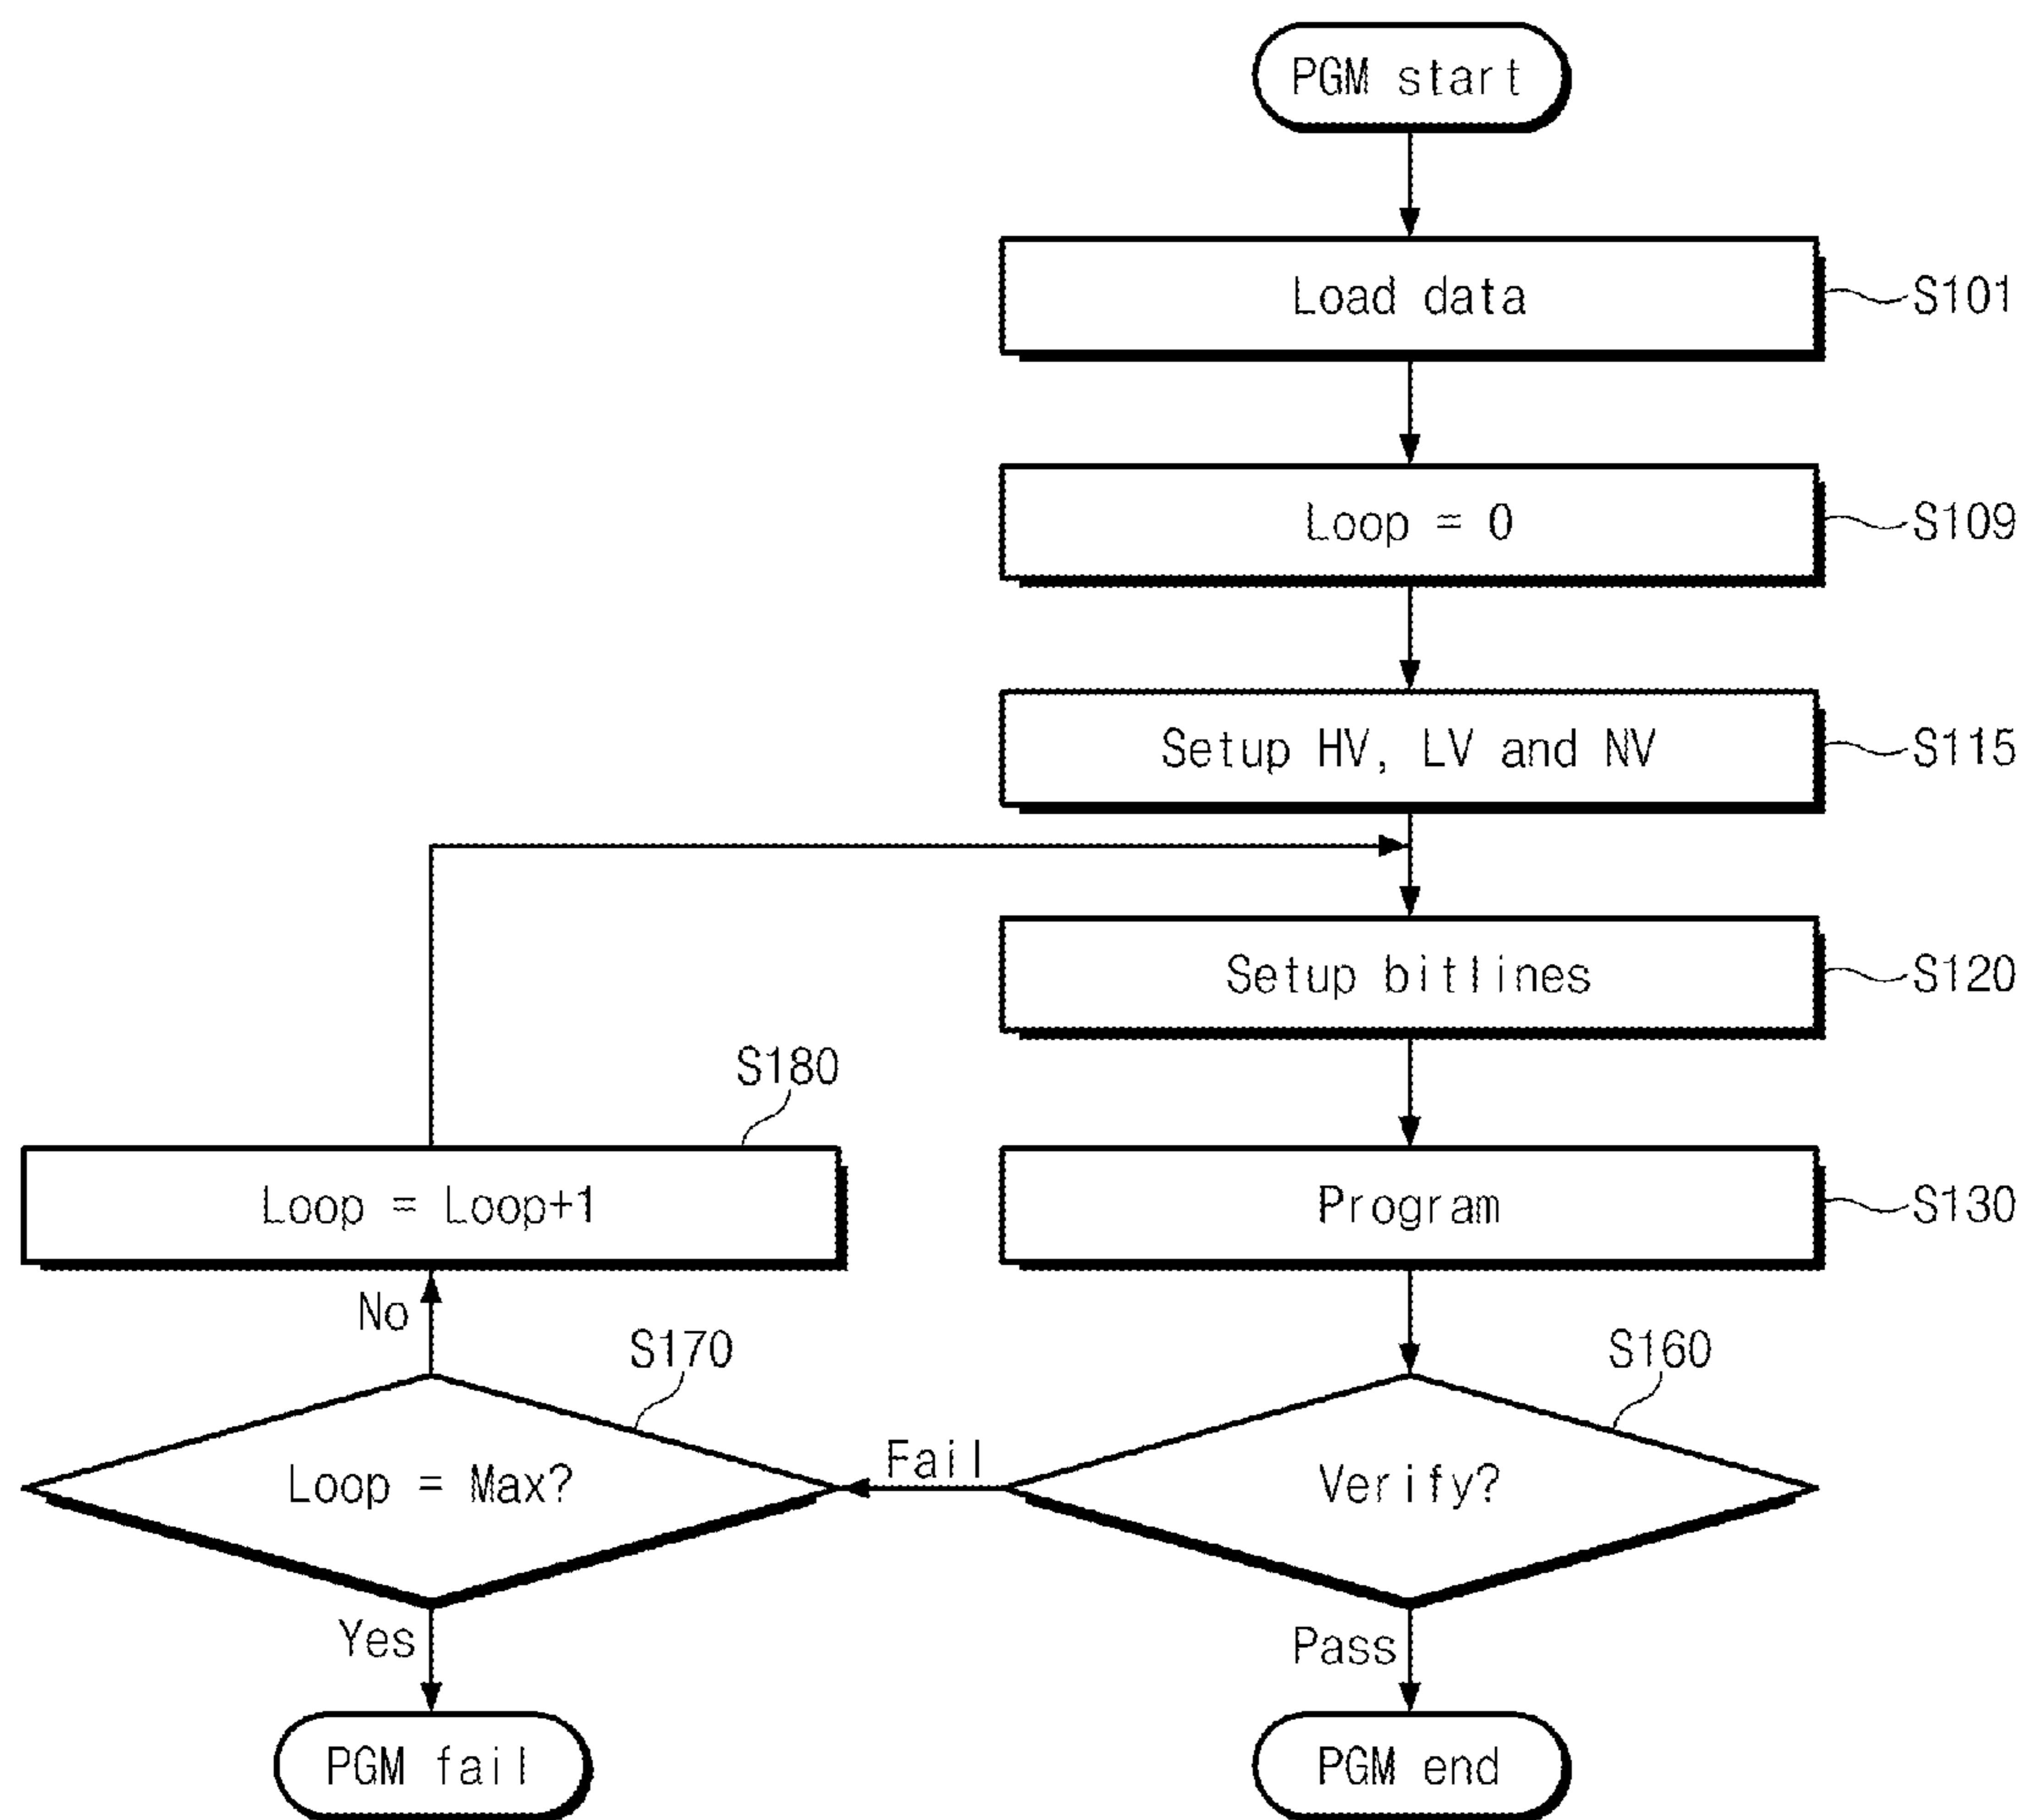 PGM start
Load data
S101
Loop = 0
S109
Setup HV, LV and NV
S115
Setup bitlines
S120
S180
Loop = Loop+1
Program
S130
No
S170
S160
Loop = Max?
Fail
Verify?
Yes
Pass
PGM fail
PGM end